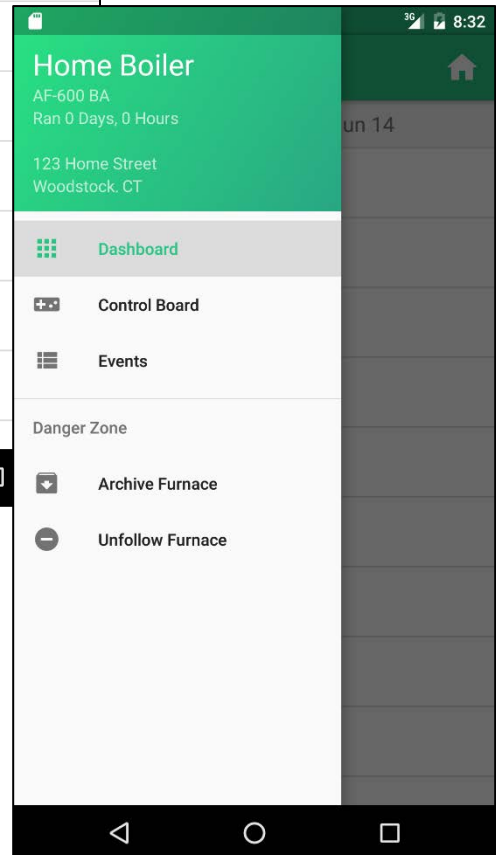 3G 8:32
Home Boiler
AF-600 BA
Ran 0 Days, 0 Hours
un 14
123 Home Street
Woodstock. CT
Dashboard
Control Board
Events
Danger Zone
Archive Furnace
Unfollow Furnace